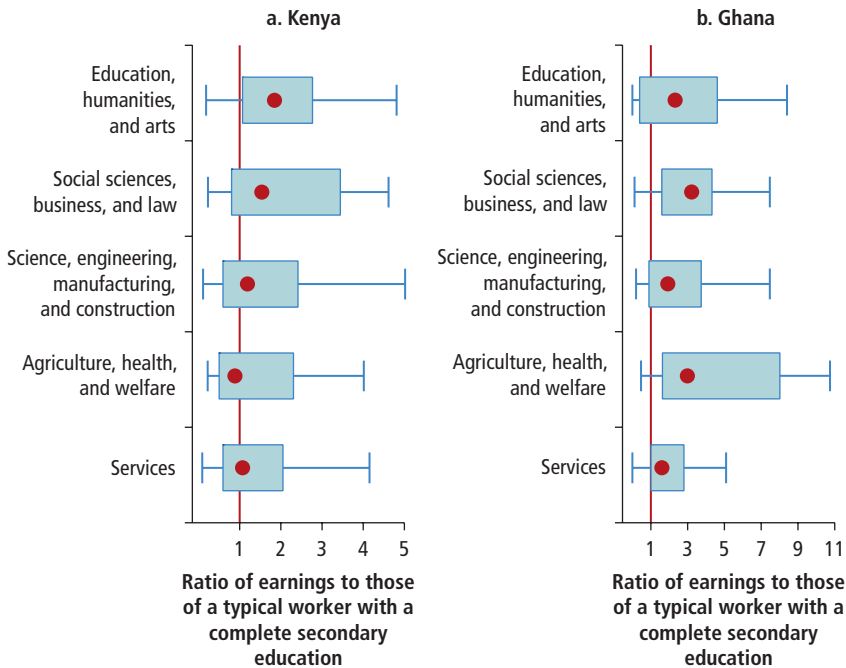 a. Kenya
Education,
humanities,
and arts
Social sciences,
business, and law
Science, engineering,
manufacturing,
and construction
Agriculture, health,
and welfare
Services
1 2 3 4 5
Ratio of earnings to those
of a typical worker with a
complete secondary
education
b. Ghana
Education,
humanities,
and arts
Social sciences,
business, and law
Science, engineering,
manufacturing,
and construction
Agriculture, health,
and welfare
Services
1 3 5 7 9 11
Ratio of earnings to those
of a typical worker with a
complete secondary
education